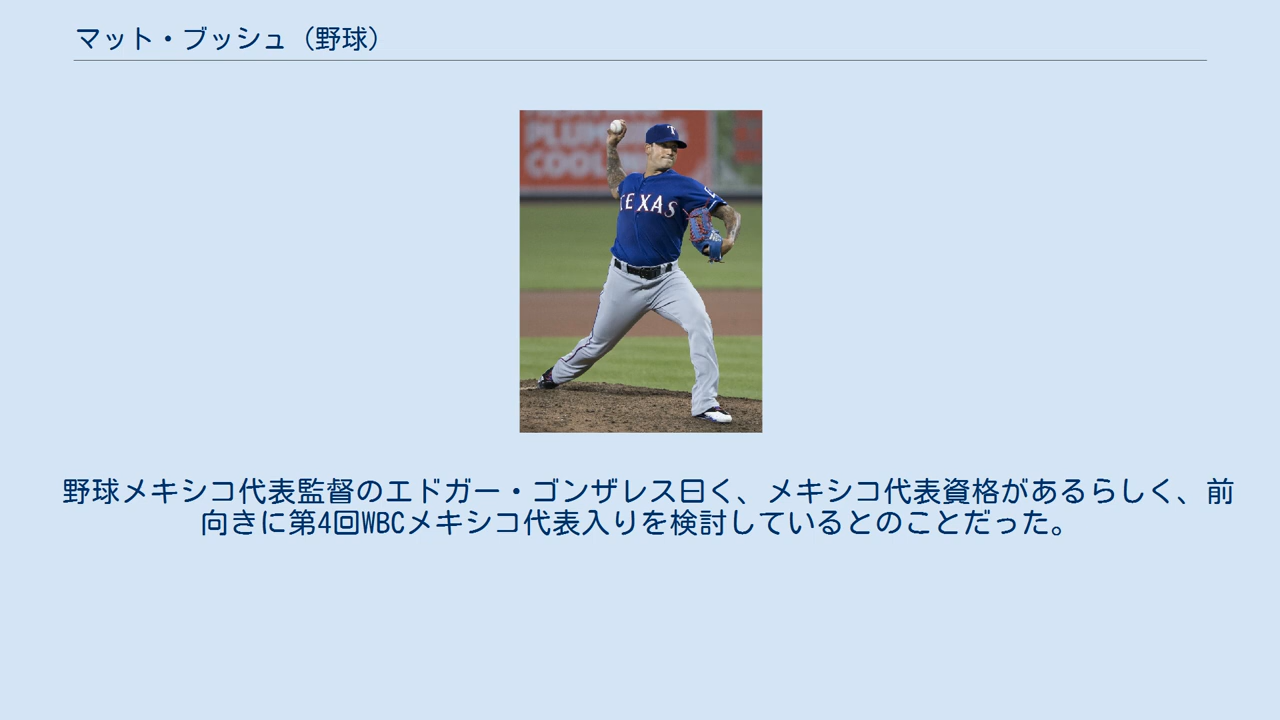 マット・ブッシュ（野球）
PLUMBING
COOL
T
TEXAS
野球メキシコ代表監督のエドガー・ゴンザレス曰く、メキシコ代表資格があるらしく、前
向きに第4回WBCメキシコ代表入りを検討しているとのことだった。